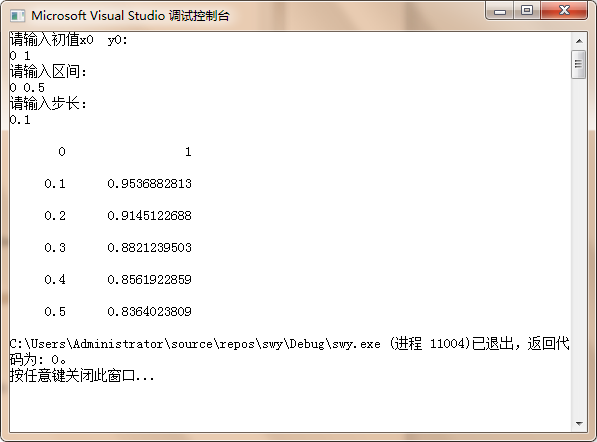 Microsoft Visual Studio 调试控制台
请输入初值x0  y0:
0 1
请输入区间:
0 0.5
请输入步长:
0.1
0 1
0.1 0.9536882813
0.2 0.9145122688
0.3 0.8821239503
0.4 0.8561922859
0.5 0.8364023809
C:\Users\Administrator\source\repos\swy\Debug\swy.exe (进程 11004)已退出，返回代
码为: 0。
按任意键关闭此窗口...